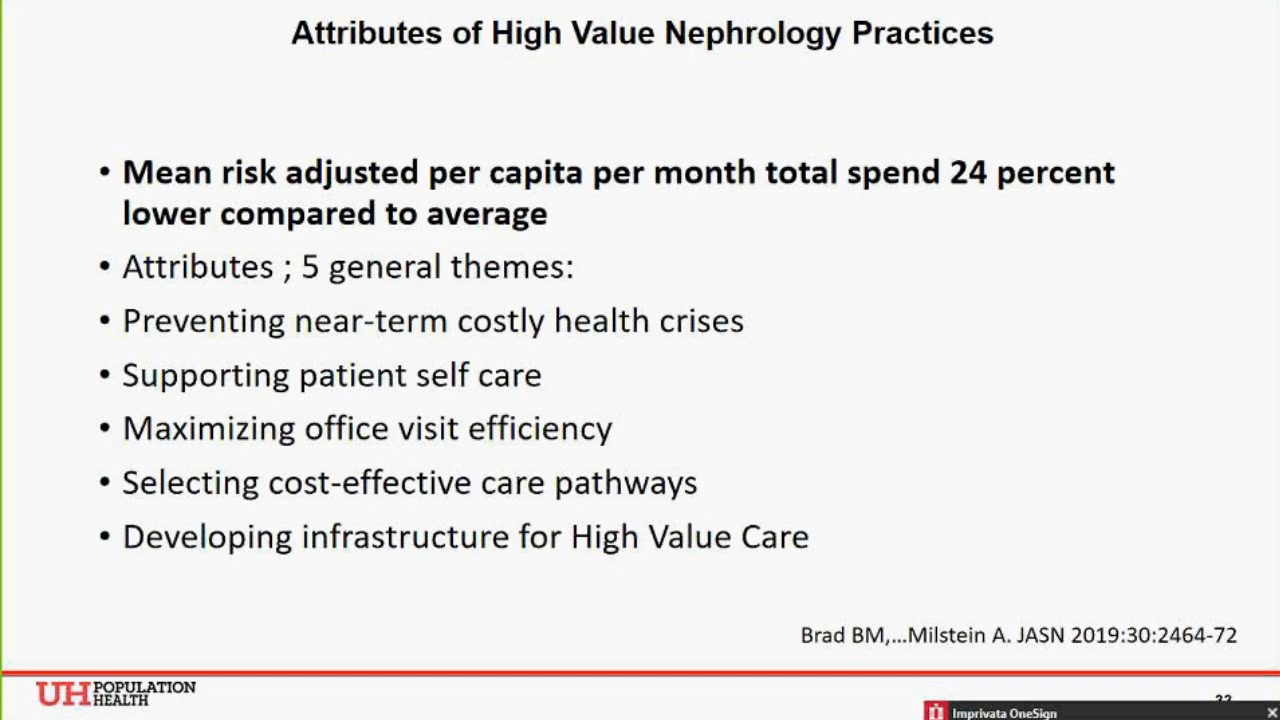 Attributes of High Value Nephrology Practices
• Mean risk adjusted per capita per month total spend 24 percent
lower compared to average
• Attributes ; 5 general themes:
• Preventing near-term costly health crises
• Supporting patient self care
• Maximizing office visit efficiency
• Selecting cost-effective care pathways
• Developing infrastructure for High Value Care
Brad BM,...Milstein A. JASN 2019:30:2464-72
UH POPULATION
HEALTH
Imprivata OneSign